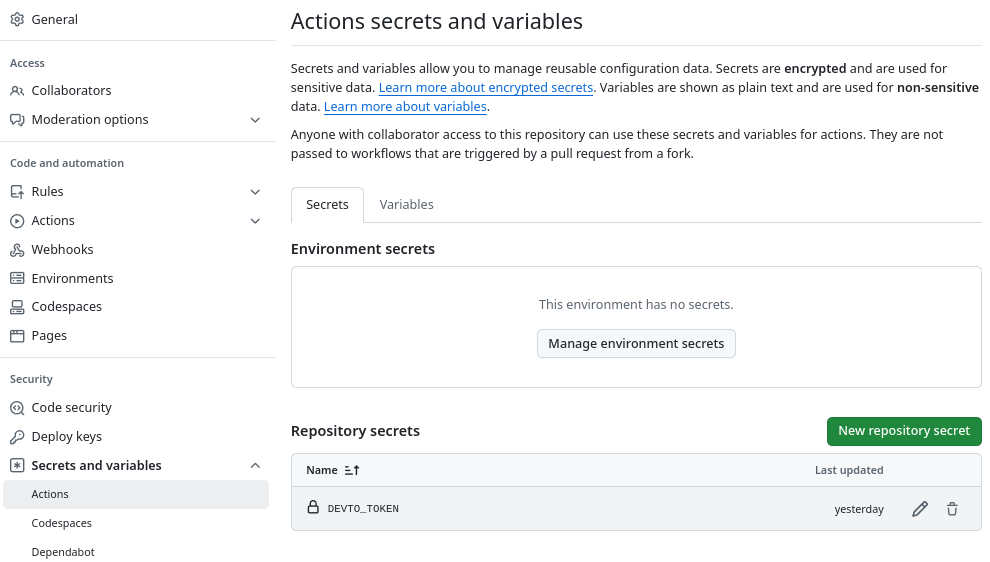 General
Access
Collaborators
Moderation options
Code and automation
Rules
Actions
Webhooks
Environments
Codespaces
Pages
Security
Code security
Deploy keys
Secrets and variables
Actions
Codespaces
Dependabot
Actions secrets and variables
Secrets and variables allow you to manage reusable configuration data. Secrets are encrypted and are used for
sensitive data. Learn more about encrypted secrets. Variables are shown as plain text and are used for non-sensitive
data. Learn more about variables.
Anyone with collaborator access to this repository can use these secrets and variables for actions. They are not
passed to workflows that are triggered by a pull request from a fork.
Secrets Variables
Environment secrets
This environment has no secrets.
Manage environment secrets
Repository secrets New repository secret
Name Last updated
DEVTO_TOKEN yesterday